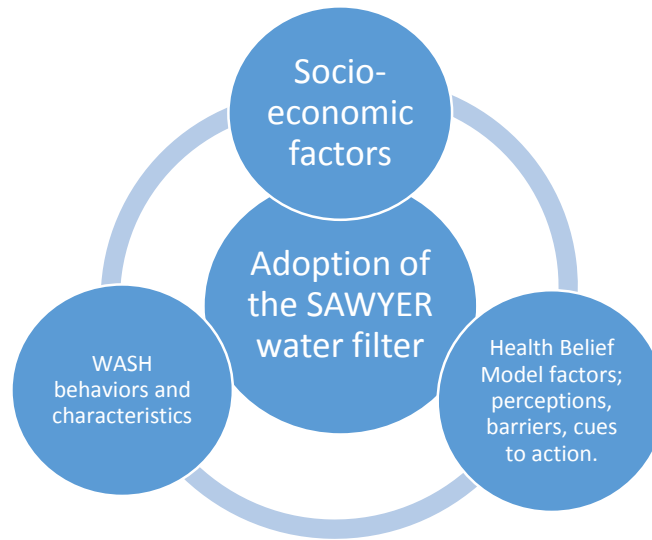 Socio-
economic
factors
Adoption of
the SAWYER
water filter
WASH
behaviors and
characteristics
Health Belief
Model factors;
perceptions,
barriers, cues
to action.